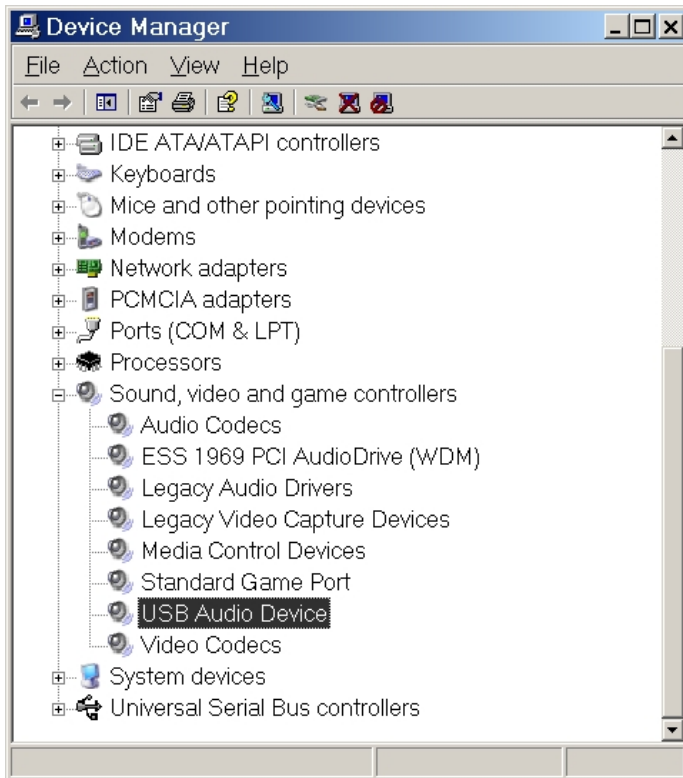 Device Manager
File Action View Help
IDE ATA/ATAPI controllers
Keyboards
Mice and other pointing devices
Modems
Network adapters
PCMCIA adapters
Ports (COM & LPT)
Processors
Sound, video and game controllers
Audio Codecs
ESS 1969 PCI AudioDrive (WDM)
Legacy Audio Drivers
Legacy Video Capture Devices
Media Control Devices
Standard Game Port
USB Audio Device
Video Codecs
System devices
Universal Serial Bus controllers